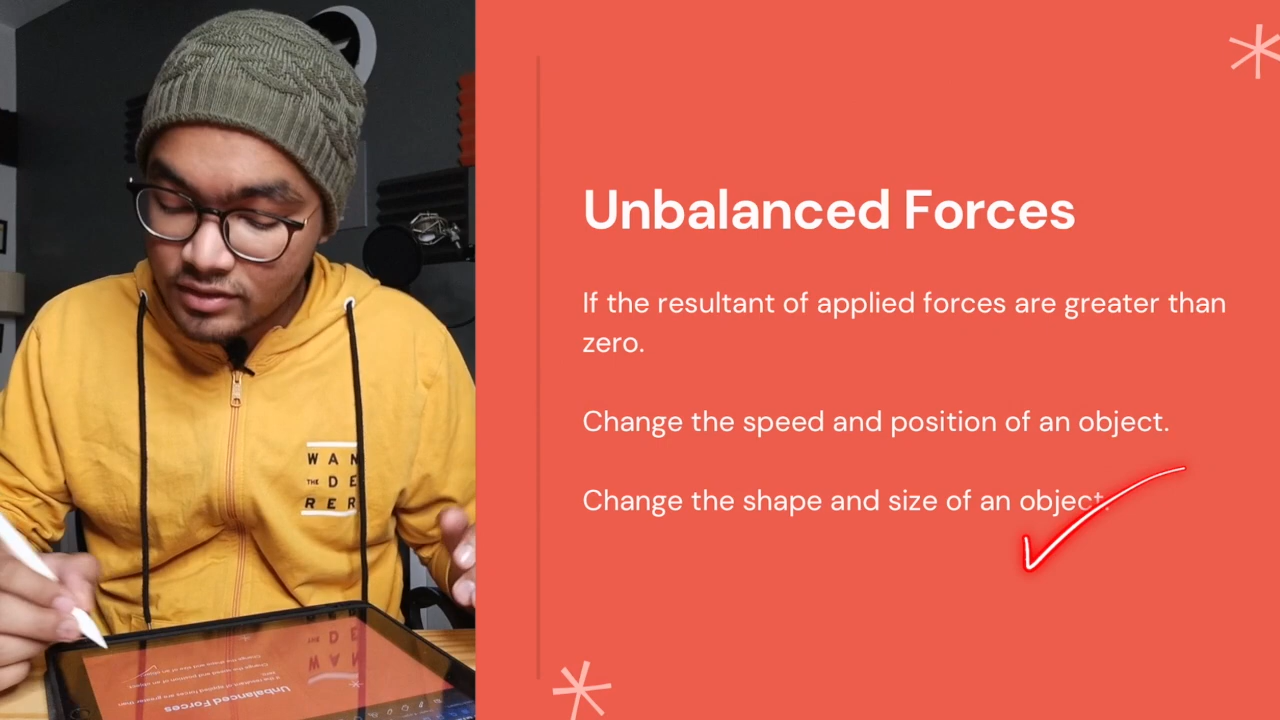 Unbalanced Forces
If the resultant of applied forces are greater than
zero.
Change the speed and position of an object.
Change the shape and size of an object.
WAN
THE DE
RER